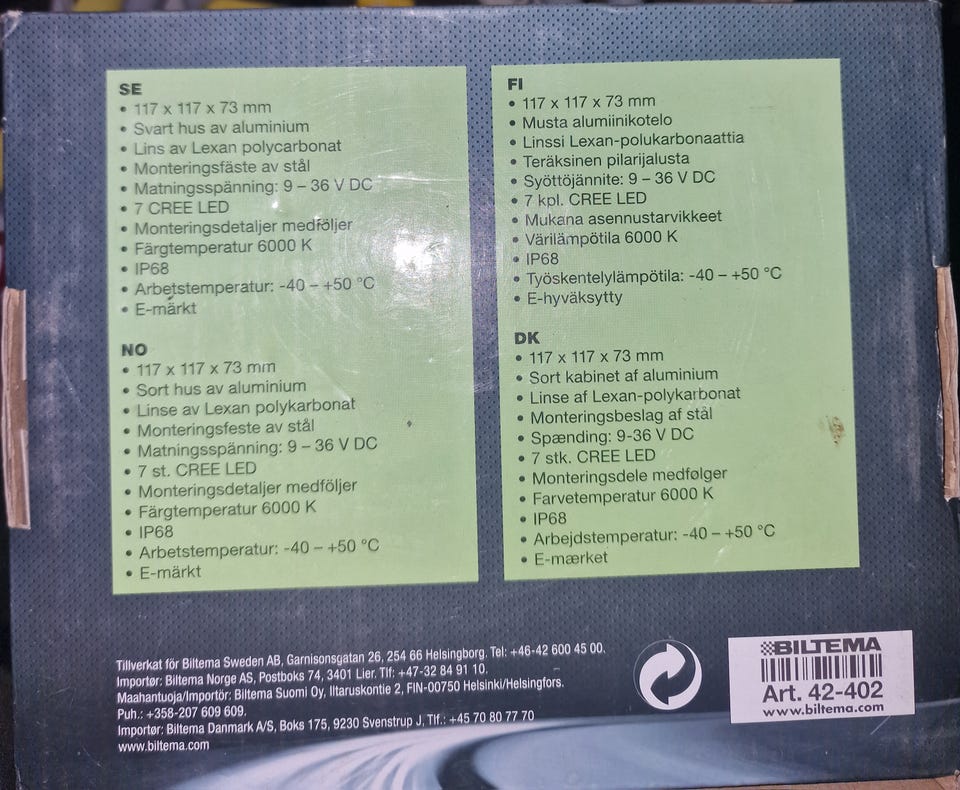 SE
• 117 x 117 x 73 mm
• Svart hus av aluminium
• Lins av Lexan polycarbonat
• Monteringsfäste av stål
• Matningsspänning: 9 – 36 V DC
• 7 CREE LED
• Monteringsdetaljer medföljer
• Färgtemperatur 6000 K
• IP68
• Arbetstemperatur: -40 – +50 °C
• E-märkt
NO
• 117 x 117 x 73 mm
• Sort hus av aluminium
• Linse av Lexan polykarbonat
• Monteringsfeste av stål
• Matningsspänning: 9 – 36 V DC
• 7 st. CREE LED
• Monteringsdetaljer medföljer
• Färgtemperatur 6000 K
• IP68
• Arbetstemperatur: -40 – +50 °C
• E-märkt
FI
• 117 x 117 x 73 mm
• Musta alumiinikotelo
• Linssi Lexan-polukarbonaattia
• Teräksinen pilarijalusta
• Syöttöjännite: 9 – 36 V DC
• 7 kpl. CREE LED
• Mukana asennustarvikkeet
• Värilämpötila 6000 K
• IP68
• Työskentelylämpötila: -40 – +50 °C
• E-hyväksytty
DK
• 117 x 117 x 73 mm
• Sort kabinet af aluminium
• Linse af Lexan-polykarbonat
• Monteringsbeslag af stål
• Spænding: 9-36 V DC
• 7 stk. CREE LED
• Monteringsdele medfølger
• Farvetemperatur 6000 K
• IP68
• Arbejdstemperatur: -40 – +50 °C
• E-mærket
Tillverkat för Biltema Sweden AB, Garnisonsgatan 26, 254 66 Helsingborg. Tel: +46-42 600 45 00.
Importør: Biltema Norge AS, Postboks 74, 3401 Lier. Tlf: +47-32 84 91 10.
Maahantuoja/Importör: Biltema Suomi Oy, Iltaruskontie 2, FIN-00750 Helsinki/Helsingfors.
Puh.: +358-207 609 609.
Importør: Biltema Danmark A/S, Boks 175, 9230 Svenstrup J, Tlf.: +45 70 80 77 70
www.biltema.com
BILTEMA
Art. 42-402
www.biltema.com